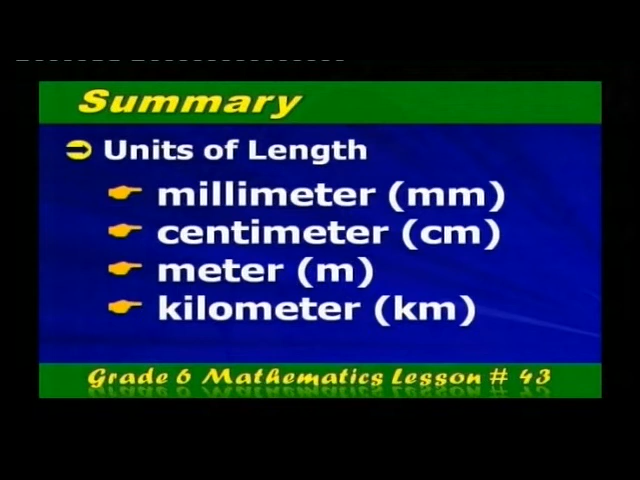 Summary
Units of Length
millimeter (mm)
centimeter (cm)
meter (m)
kilometer (km)
Grade 6 Mathematics Lesson # 43